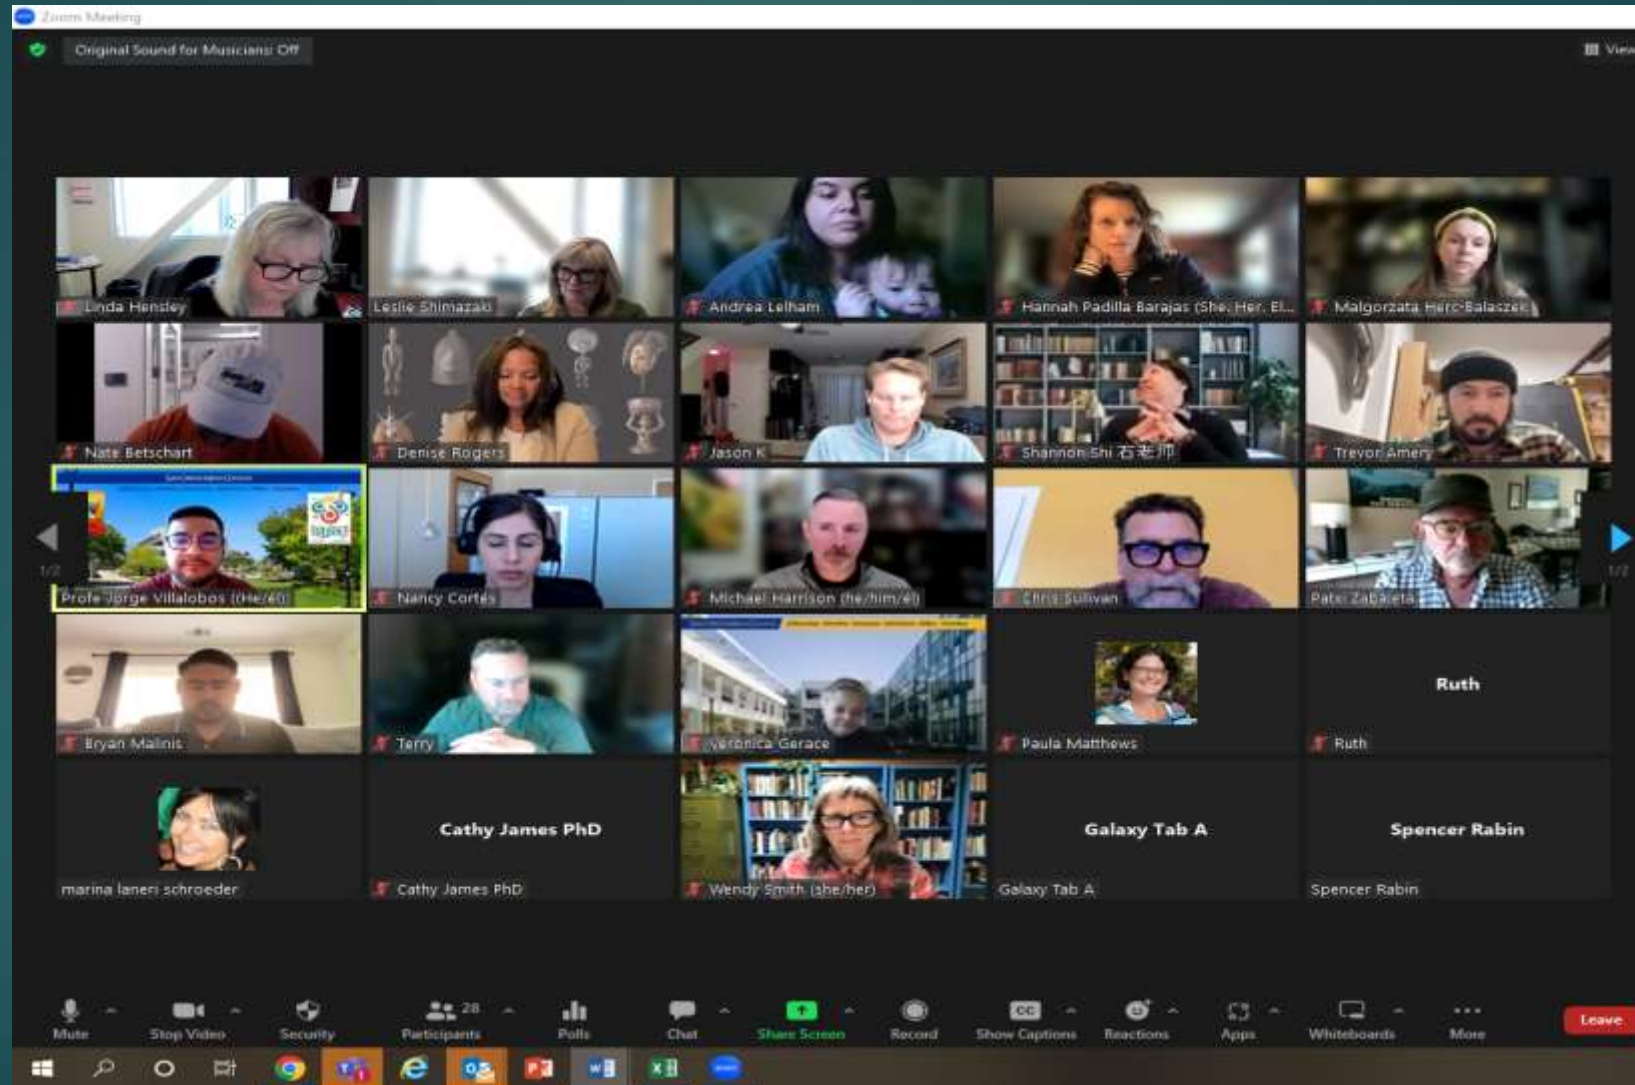 Zoom Meeting
Original Sound for Musicians: Off
View
Linda Hensley
Leslie Shimazaki
Andrea Lelham
Hannah Padilla Barajas (She, Her, El...
Malgorzata Herc-Balaszek
Nate Betschart
Denise Rogers
Jason K
Shannon Shi 石老师
Trevor Amery
1/2
1/2
Profe Jorge Villalobos ((He/él)
Nancy Cortés
Michael Harrison (he/him/él)
Chris Sullivan
Patxi Zabaleta
Bryan Malinis
Terry
Veronica Gerace
Paula Matthews
Ruth
Ruth
marina laneri schroeder
Cathy James PhD
Cathy James PhD
Wendy Smith (she/her)
Galaxy Tab A
Galaxy Tab A
Spencer Rabin
Spencer Rabin
28
Mute
Stop Video
Security
Participants
Polls
Chat
Share Screen
Record
CC
Show Captions
Reactions
Apps
Whiteboards
More
Leave